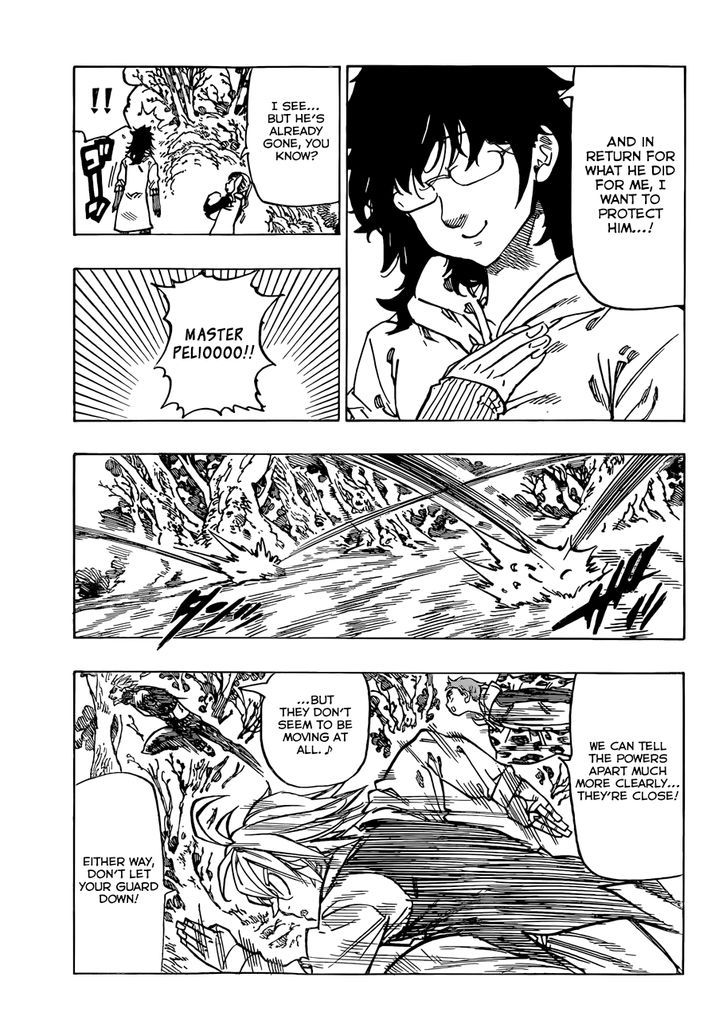 AND IN
RETURN FOR
WHAT HE DID
FOR ME, I
WANT TO
PROTECT
HIM...!
I SEE...
BUT HE'S
ALREADY
GONE, YOU
KNOW?
!!
MASTER
PELIOOOO!!
WE CAN TELL
THE POWERS
APART MUCH
MORE CLEARLY...
THEY'RE CLOSE!
...BUT
THEY DON'T
SEEM TO BE
MOVING AT
ALL.♪
EITHER WAY,
DON'T LET
YOUR GUARD
DOWN!